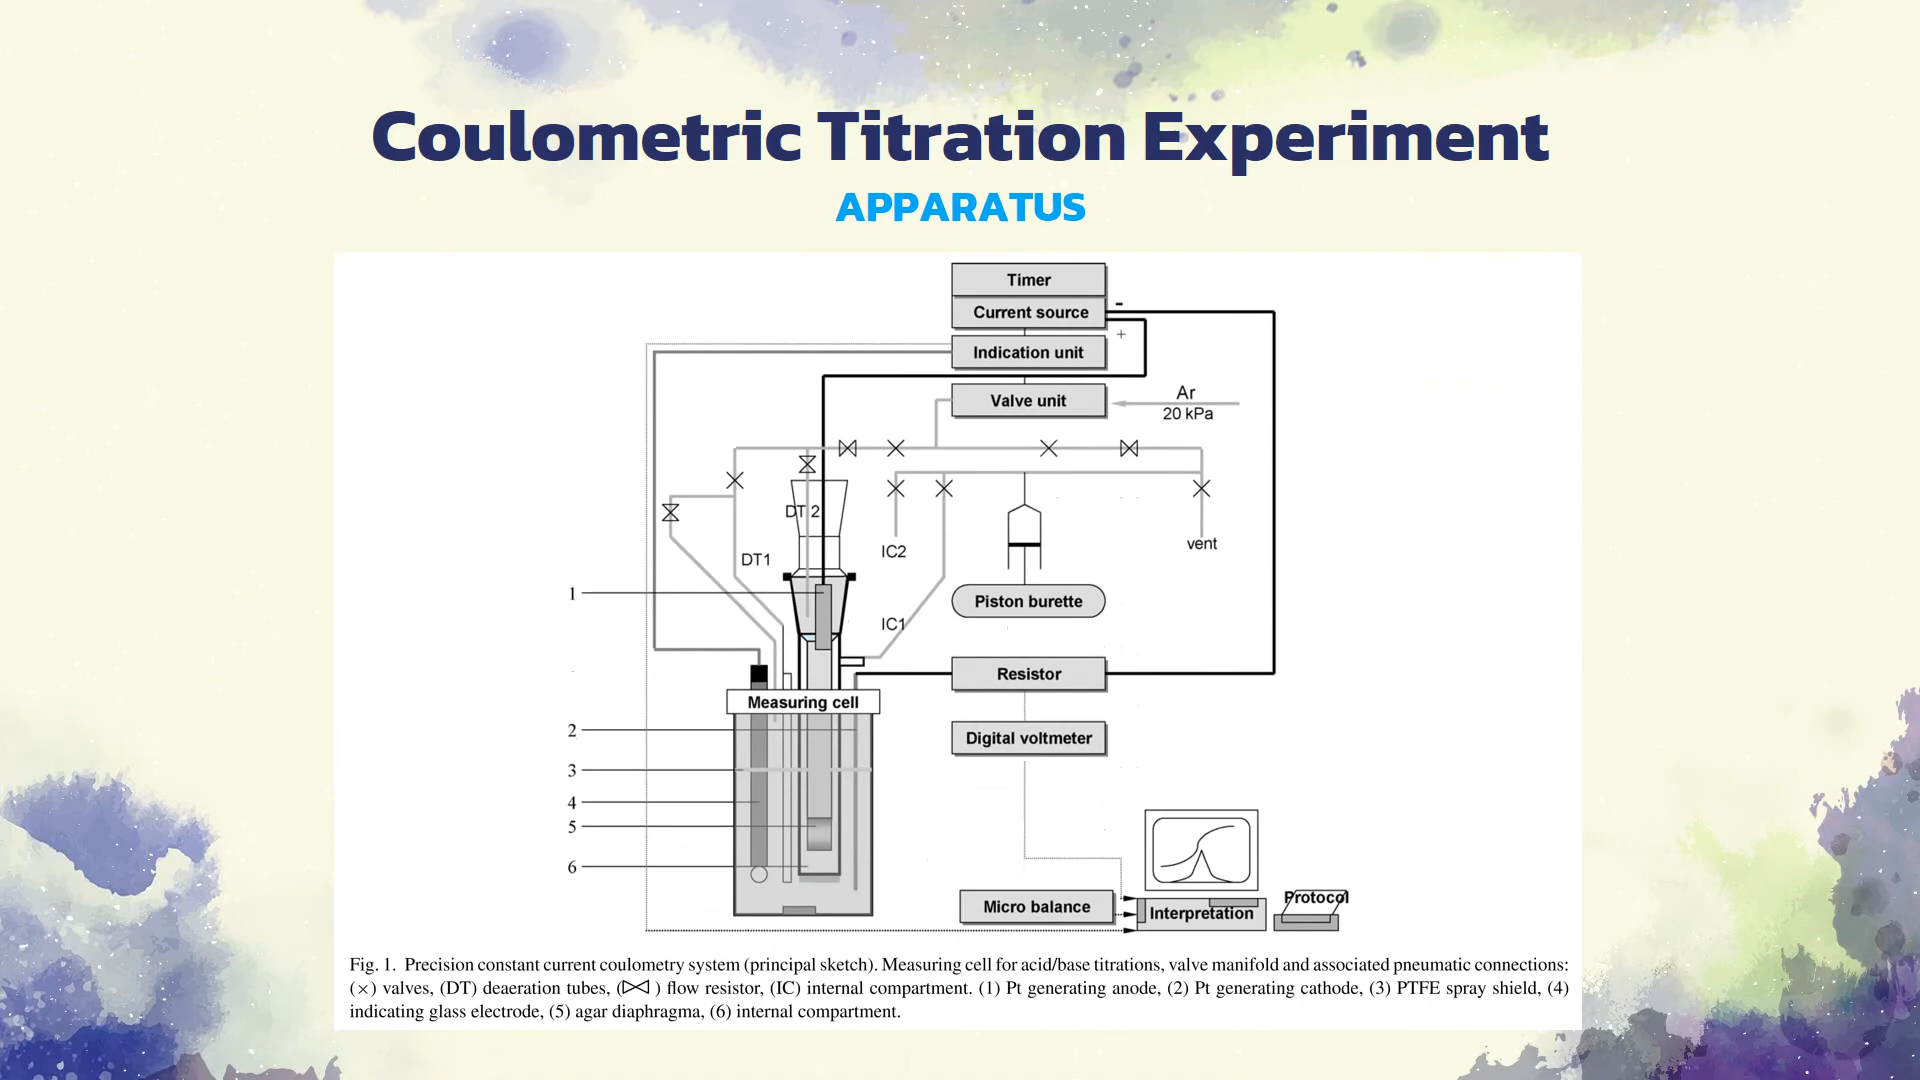 Coulometric Titration Experiment
APPARATUS
Timer
Current source
-
+
Indication unit
Valve unit
Ar
20 kPa
DT 2
DT1
IC2
vent
1
Piston burette
IC1
Resistor
Measuring cell
2
Digital voltmeter
3
4
5
6
Protocol
Micro balance
Interpretation
Fig. 1. Precision constant current coulometry system (principal sketch). Measuring cell for acid/base titrations, valve manifold and associated pneumatic connections:
(×) valves, (DT) deaeration tubes, (⋈) flow resistor, (IC) internal compartment. (1) Pt generating anode, (2) Pt generating cathode, (3) PTFE spray shield, (4)
indicating glass electrode, (5) agar diaphragm, (6) internal compartment.